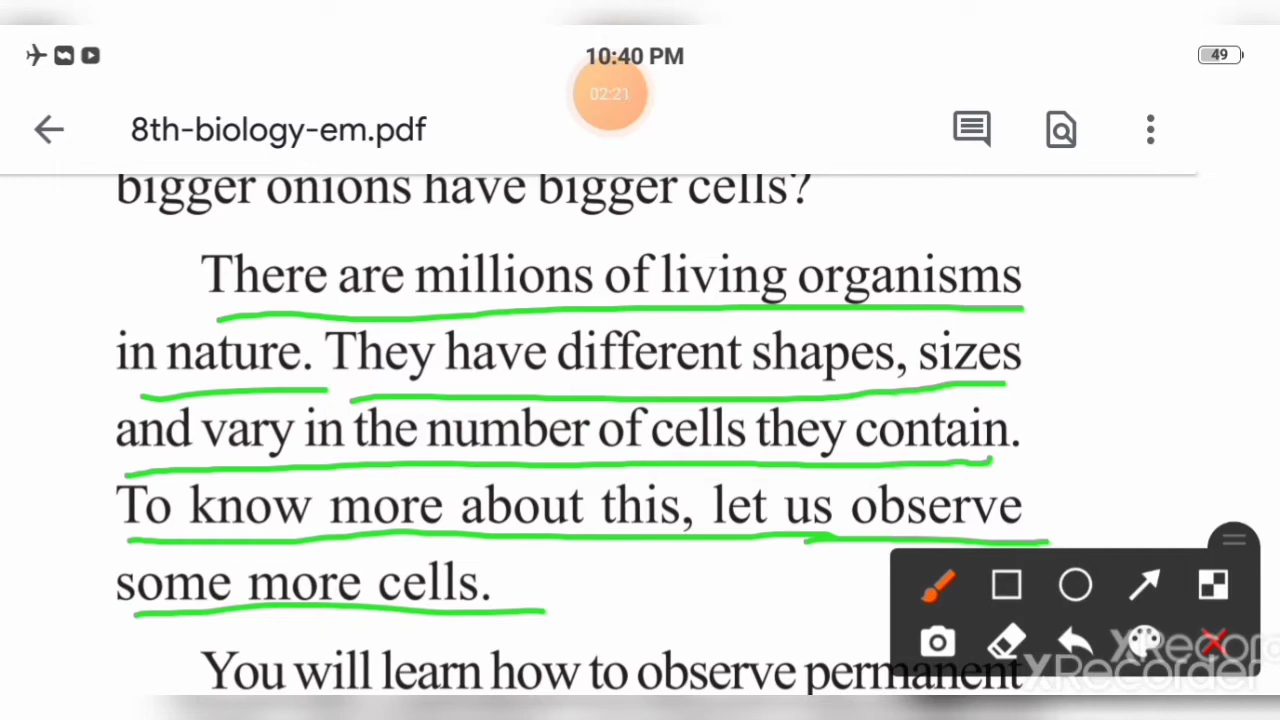 10:40 PM
49
02:21
8th-biology-em.pdf
bigger onions have bigger cells?
There are millions of living organisms
in nature. They have different shapes, sizes
and vary in the number of cells they contain.
To know more about this, let us observe
some more cells.
You will learn how to observe permanent
XRecorder
XRecorder